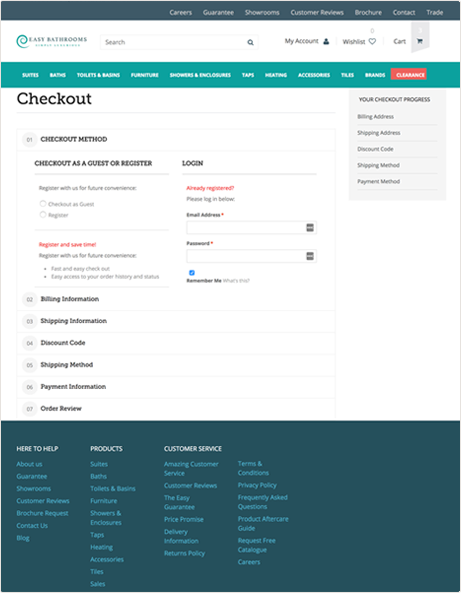 Careers Guarantee Showrooms Customer Reviews Brochure Contact Trade
EASY BATHROOMS
SIMPLY STUNNING
Search
My Account
Wishlist
0
Cart
0
SUITES BATHS TOILETS & BASINS FURNITURE SHOWERS & ENCLOSURES TAPS HEATING ACCESSORIES TILES BRANDS CLEARANCE
Checkout
01 CHECKOUT METHOD
CHECKOUT AS A GUEST OR REGISTER
Register with us for future convenience:
Checkout as Guest
Register
Register and save time!
Register with us for future convenience:
Fast and easy check out
Easy access to your order history and status
LOGIN
Already registered?
Please log in below:
Email Address *
Password *
Remember Me What's this?
02 Billing Information
03 Shipping Information
04 Discount Code
05 Shipping Method
06 Payment Information
07 Order Review
YOUR CHECKOUT PROGRESS
Billing Address
Shipping Address
Discount Code
Shipping Method
Payment Method
HERE TO HELP
About us
Guarantee
Showrooms
Customer Reviews
Brochure Request
Contact Us
Blog
PRODUCTS
Suites
Baths
Toilets & Basins
Furniture
Showers &
Enclosures
Taps
Heating
Accessories
Tiles
Sales
CUSTOMER SERVICE
Amazing Customer
Service
Customer Reviews
The Easy
Guarantee
Price Promise
Delivery
Information
Returns Policy
Terms &
Conditions
Privacy Policy
Frequently Asked
Questions
Product Aftercare
Guide
Request Free
Catalogue
Careers